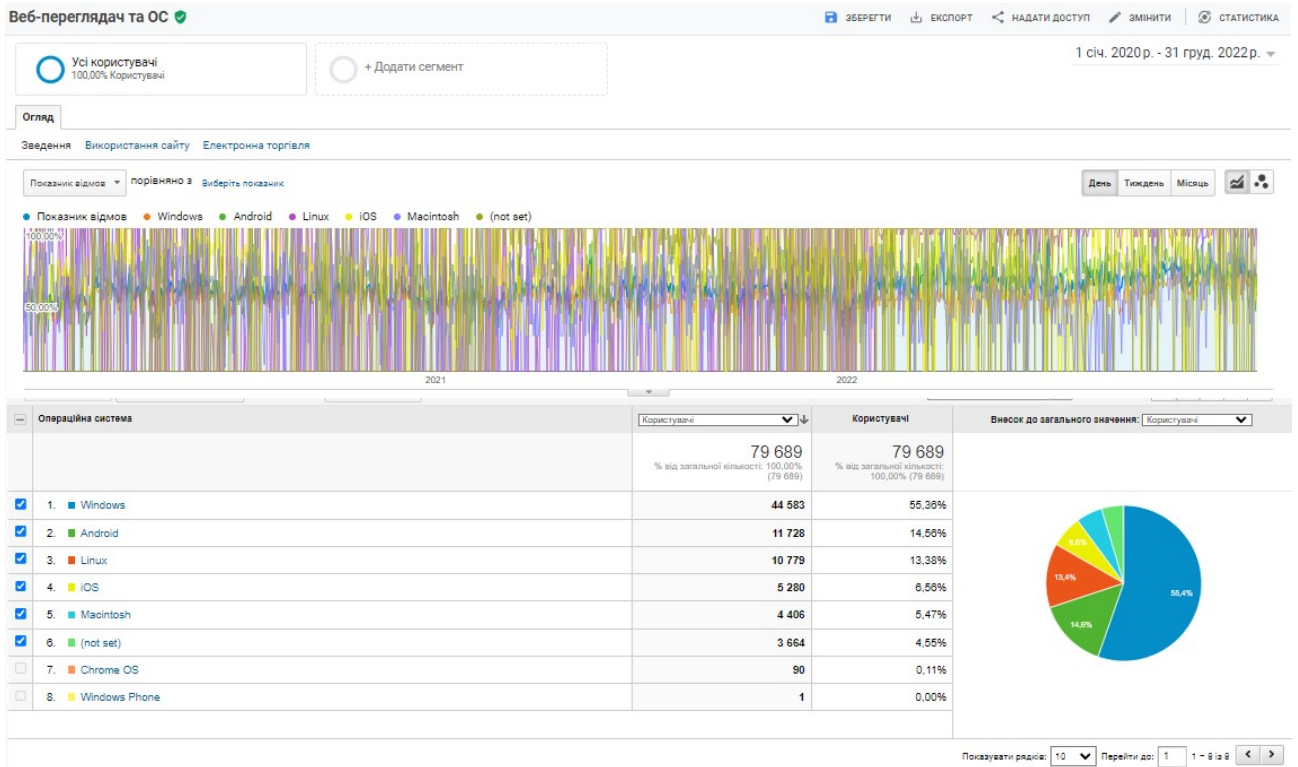 Веб-переглядач та ОС
ЗБЕРЕГТИ ЕКСПОРТ НАДАТИ ДОСТУП ЗМІНИТИ СТАТИСТИКА
1 січ. 2020 р. - 31 груд. 2022 р.
Усі користувачі
100,00% Користувачі
+ Додати сегмент
Огляд
Зведення Використання сайту Електронна торгівля
Показник відмов порівняно з Виберіть показник
День Тиждень Місяць
Показник відмов Windows Android Linux iOS Macintosh (not set)
100,00%
50,00%
2021 2022
Операційна система Користувачі Користувачі Внесок до загального значення: Користувачі
79 689 79 689
% від загальної кількості: 100,00% (79 689) % від загальної кількості: 100,00% (79 689)
1. Windows 44 583 55,36%
2. Android 11 728 14,56%
3. Linux 10 779 13,38%
4. iOS 5 280 6,56%
5. Macintosh 4 406 5,47%
6. (not set) 3 664 4,55%
7. Chrome OS 90 0,11%
8. Windows Phone 1 0,00%
6,6%
13,4%
55,4%
14,6%
Показувати рядків: 10 Перейти до: 1 1 – 8 із 8